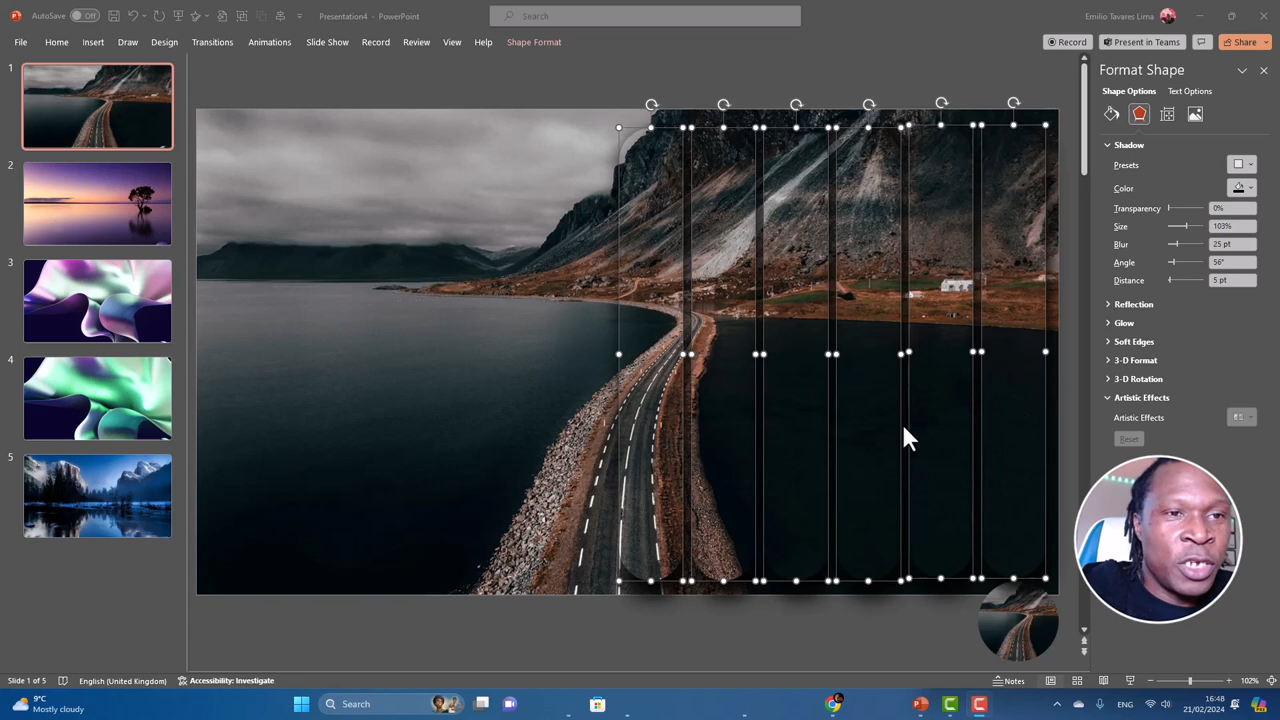 AutoSave Off Presentation4 - PowerPoint Search Emilio Tavares Lima
File Home Insert Draw Design Transitions Animations Slide Show Record Review View Help Shape Format Record Present in Teams Share
1
2
3
4
5
Format Shape
Shape Options Text Options
Shadow
Presets
Color
Transparency 0%
Size 103%
Blur 25 pt
Angle 56°
Distance 5 pt
Reflection
Glow
Soft Edges
3-D Format
3-D Rotation
Artistic Effects
Artistic Effects
Reset
Slide 1 of 5 English (United Kingdom) Accessibility: Investigate Notes 102%
9°C
Mostly cloudy
Search
ENG
16:48
21/02/2024